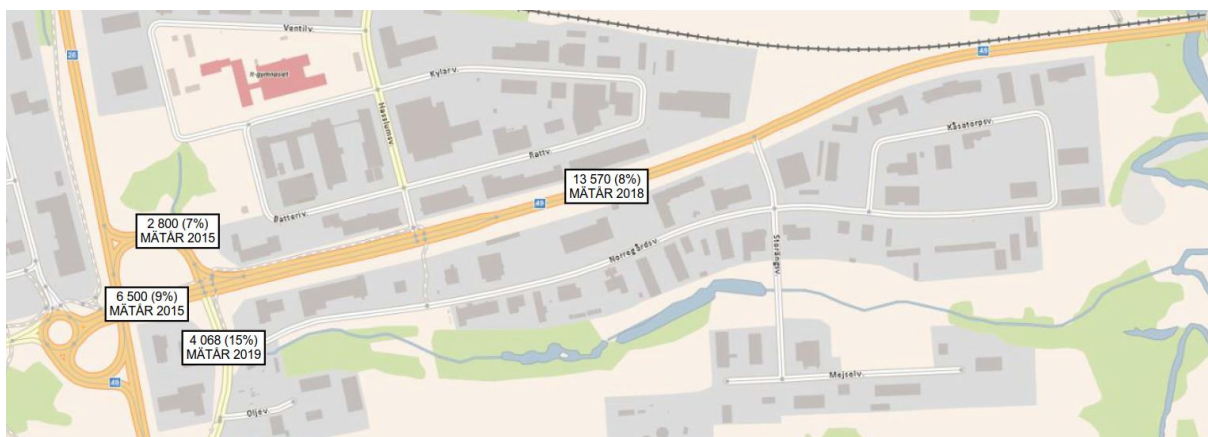 Ventilv.
26
49
Kylarv.
Hasslumsv.
Kåsatorpsv.
Rattv.
13 570 (8%)
MÄTÅR 2018
49
Batteriv.
2 800 (7%)
MÄTÅR 2015
Norregårdsv.
Storängsv.
6 500 (9%)
MÄTÅR 2015
4 068 (15%)
MÄTÅR 2019
Mejselv.
49
Oljev.